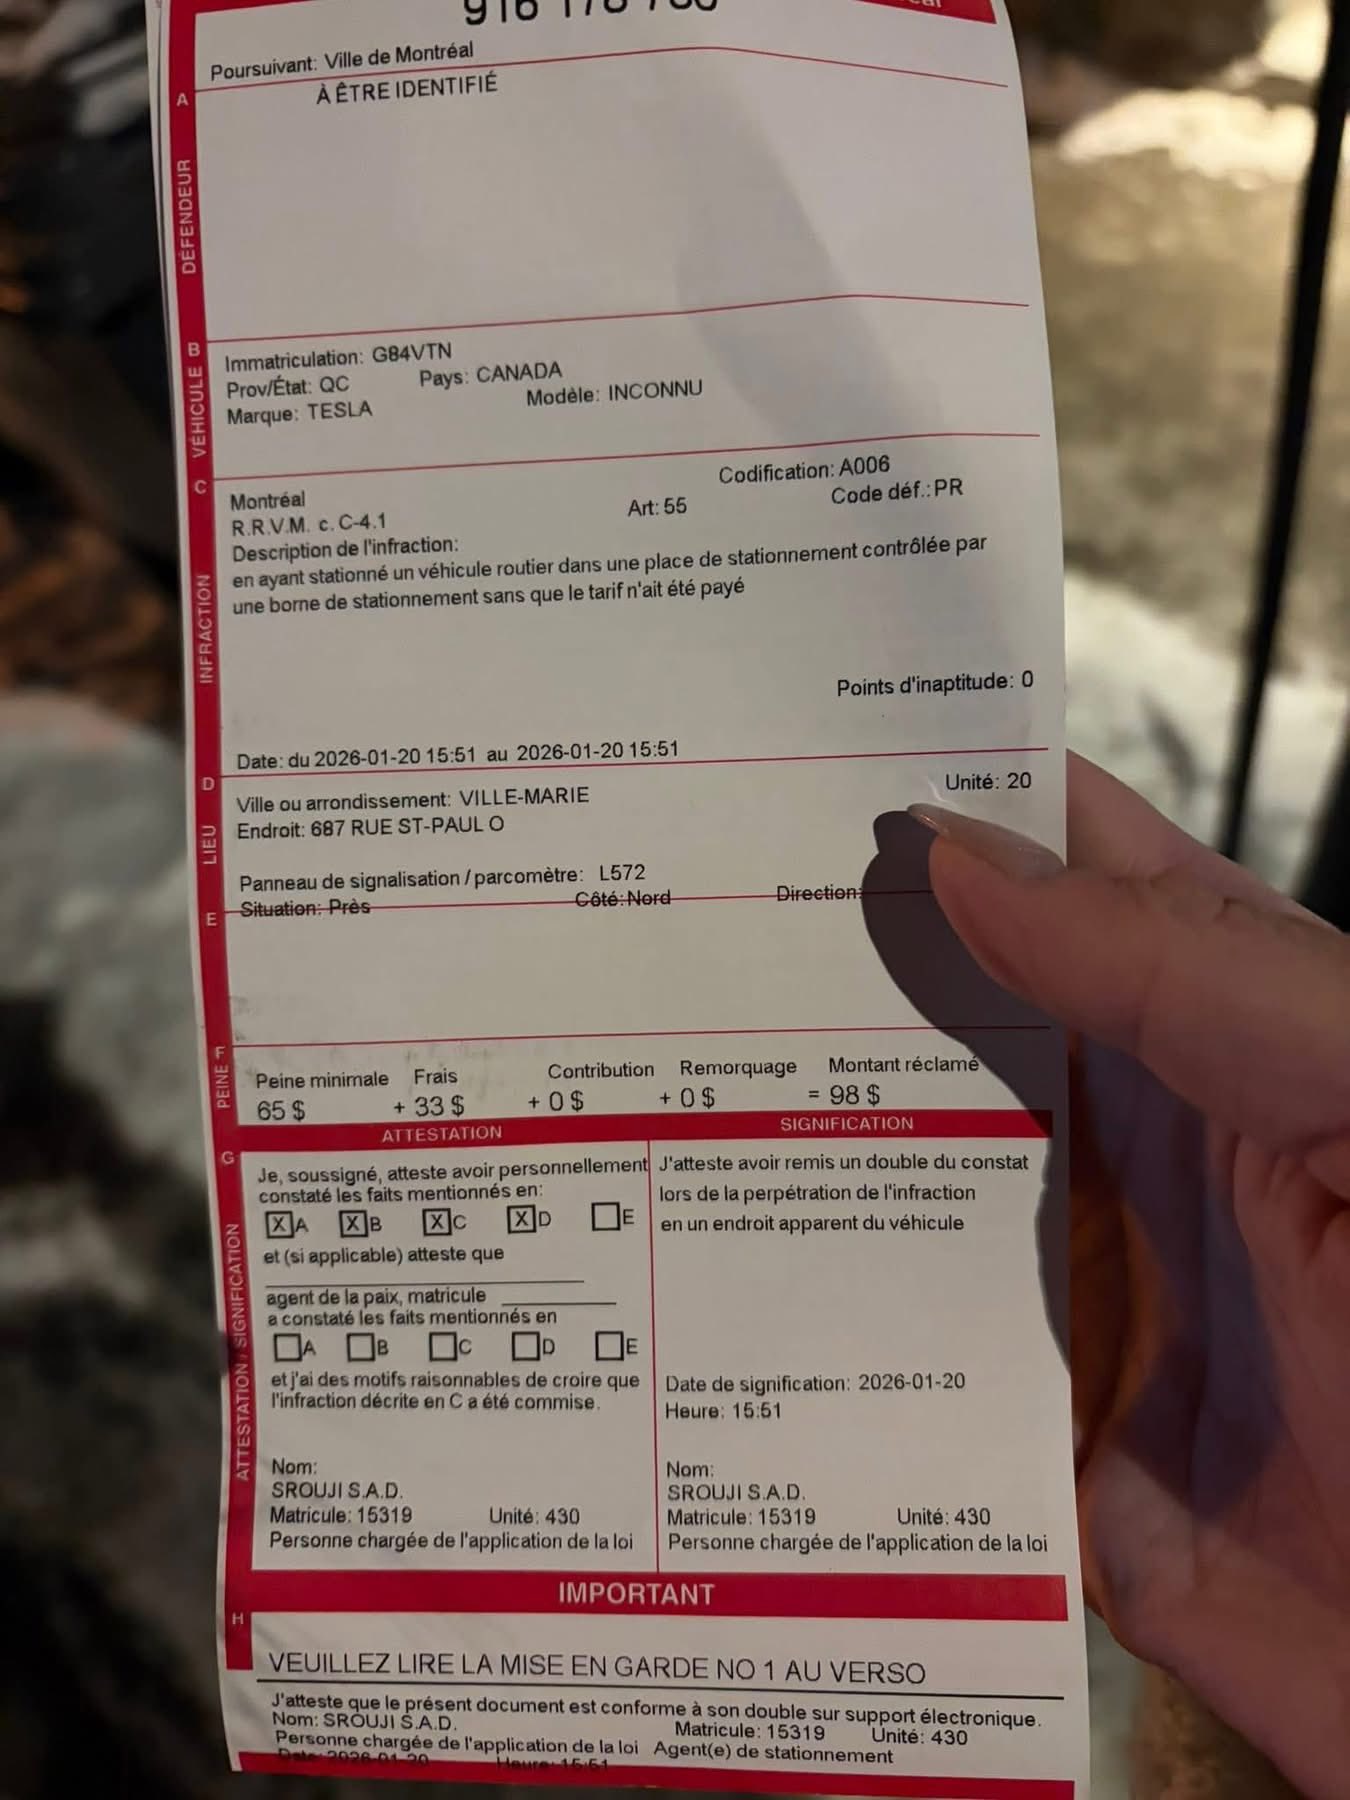 Poursuivant: Ville de Montréal
A
À ÊTRE IDENTIFIÉ
DÉFENDEUR
B
VÉHICULE
Immatriculation: G84VTN
Prov/État: QC Pays: CANADA
Marque: TESLA Modèle: INCONNU
C
INFRACTION
Codification: A006
Montréal
R.R.V.M. c. C-4.1 Art: 55 Code déf.: PR
Description de l'infraction:
en ayant stationné un véhicule routier dans une place de stationnement contrôlée par
une borne de stationnement sans que le tarif n'ait été payé
Points d'inaptitude: 0
Date: du 2026-01-20 15:51 au 2026-01-20 15:51
D
LIEU
Ville ou arrondissement: VILLE-MARIE Unité: 20
Endroit: 687 RUE ST-PAUL O
Panneau de signalisation / parcomètre: L572
Situation: Près Côté: Nord Direction:
E
F
PEINE
Peine minimale Frais Contribution Remorquage Montant réclamé
65 $ + 33 $ + 0 $ + 0 $ = 98 $
ATTESTATION SIGNIFICATION
G
ATTESTATION / SIGNIFICATION
Je, soussigné, atteste avoir personnellement
constaté les faits mentionnés en:
X A X B X C X D E
et (si applicable) atteste que
agent de la paix, matricule
a constaté les faits mentionnés en
A B C D E
et j'ai des motifs raisonnables de croire que
l'infraction décrite en C a été commise.
Nom:
SROUJI S.A.D.
Matricule: 15319 Unité: 430
Personne chargée de l'application de la loi
J'atteste avoir remis un double du constat
lors de la perpétration de l'infraction
en un endroit apparent du véhicule
Date de signification: 2026-01-20
Heure: 15:51
Nom:
SROUJI S.A.D.
Matricule: 15319 Unité: 430
Personne chargée de l'application de la loi
IMPORTANT
H
VEUILLEZ LIRE LA MISE EN GARDE NO 1 AU VERSO
J'atteste que le présent document est conforme à son double sur support électronique.
Nom: SROUJI S.A.D. Matricule: 15319 Unité: 430
Personne chargée de l'application de la loi Agent(e) de stationnement
Date: 2026-01-20 Heure: 15:51